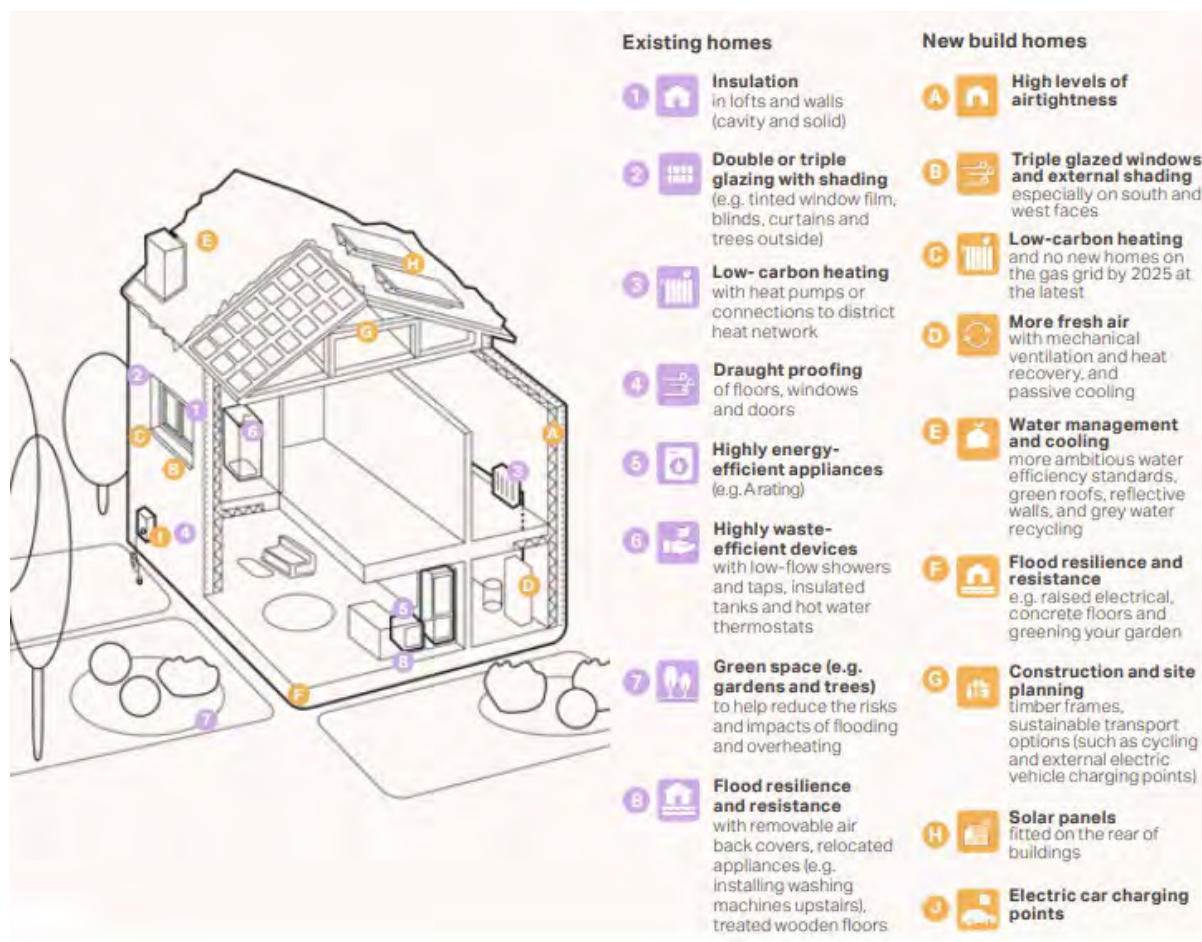 Existing homes
1
Insulation
in lofts and walls
(cavity and solid)
2
Double or triple
glazing with shading
(e.g. tinted window film,
blinds, curtains and
trees outside)
3
Low- carbon heating
with heat pumps or
connections to district
heat network
4
Draught proofing
of floors, windows
and doors
5
Highly energy-
efficient appliances
(e.g. A rating)
6
Highly waste-
efficient devices
with low-flow showers
and taps, insulated
tanks and hot water
thermostats
7
Green space (e.g.
gardens and trees)
to help reduce the risks
and impacts of flooding
and overheating
8
Flood resilience
and resistance
with removable air
back covers, relocated
appliances (e.g.
installing washing
machines upstairs),
treated wooden floors
New build homes
A
High levels of
airtightness
B
Triple glazed windows
and external shading
especially on south and
west faces
C
Low-carbon heating
and no new homes on
the gas grid by 2025 at
the latest
D
More fresh air
with mechanical
ventilation and heat
recovery, and
passive cooling
E
Water management
and cooling
more ambitious water
efficiency standards,
green roofs, reflective
walls, and grey water
recycling
F
Flood resilience and
resistance
e.g. raised electrical,
concrete floors and
greening your garden
G
Construction and site
planning
timber frames,
sustainable transport
options (such as cycling
and external electric
vehicle charging points)
H
Solar panels
fitted on the rear of
buildings
J
Electric car charging
points
E
H
G
2
1
6
C
B
A
3
4
5
D
8
F
7